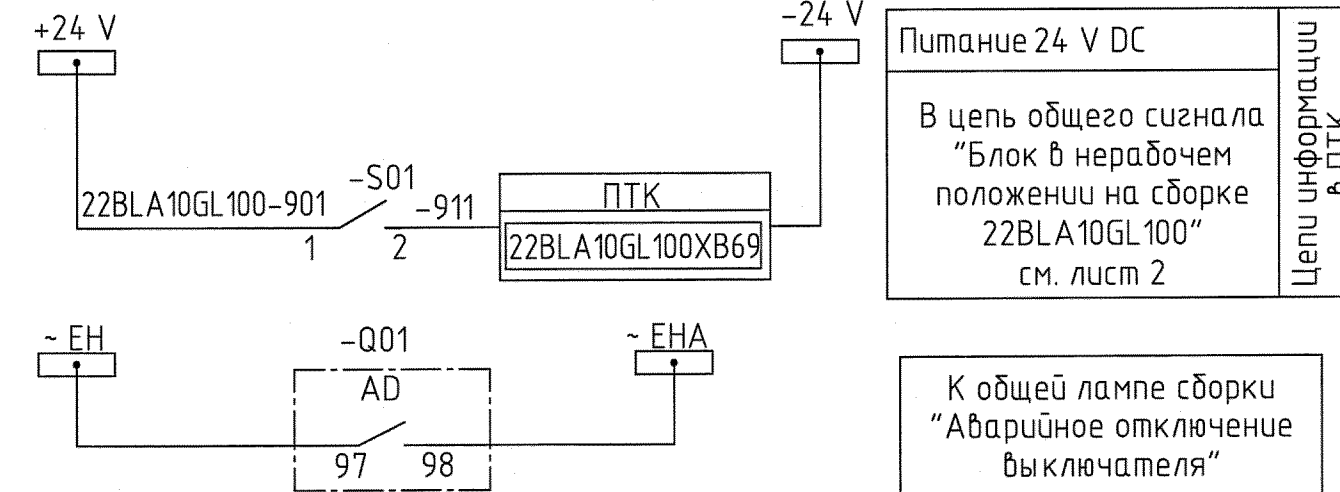 +24 V
-24 V
22BLA10GL100-901
-S01
-911
1
2
ПТК
22BLA10GL100XB69
Питание 24 V DC
В цепь общего сигнала
"Блок в нерабочем
положении на сборке
22BLA10GL100"
см. лист 2
Цепи информации
в ПТК
~ EH
-Q01
~ EHA
AD
97
98
К общей лампе сборки
"Аварийное отключение
выключателя"